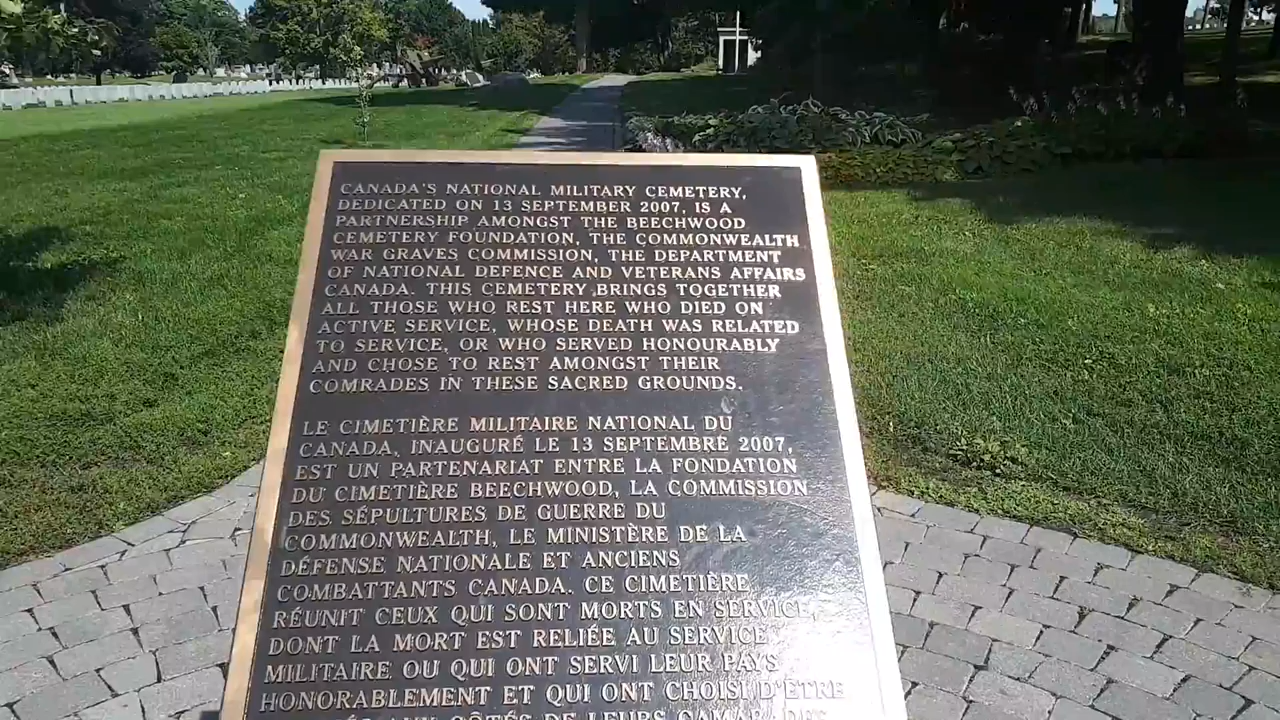 CANADA'S NATIONAL MILITARY CEMETERY,
DEDICATED ON 13 SEPTEMBER 2007, IS A
PARTNERSHIP AMONGST THE BEECHWOOD
CEMETERY FOUNDATION, THE COMMONWEALTH
WAR GRAVES COMMISSION, THE DEPARTMENT
OF NATIONAL DEFENCE AND VETERANS AFFAIRS
CANADA. THIS CEMETERY BRINGS TOGETHER
ALL THOSE WHO REST HERE WHO DIED ON
ACTIVE SERVICE, WHOSE DEATH WAS RELATED
TO SERVICE, OR WHO SERVED HONOURABLY
AND CHOSE TO REST AMONGST THEIR
COMRADES IN THESE SACRED GROUNDS.
LE CIMETIÈRE MILITAIRE NATIONAL DU
CANADA, INAUGURÉ LE 13 SEPTEMBRE 2007,
EST UN PARTENARIAT ENTRE LA FONDATION
DU CIMETIÈRE BEECHWOOD, LA COMMISSION
DES SÉPULTURES DE GUERRE DU
COMMONWEALTH, LE MINISTÈRE DE LA
DÉFENSE NATIONALE ET ANCIENS
COMBATTANTS CANADA. CE CIMETIÈRE
RÉUNIT CEUX QUI SONT MORTS EN SERVICE,
DONT LA MORT EST RELIÉE AU SERVICE
MILITAIRE OU QUI ONT SERVI LEUR PAYS
HONORABLEMENT ET QUI ONT CHOISI D'ÊTRE
AUX CÔTÉS DE LEURS CAMARADES